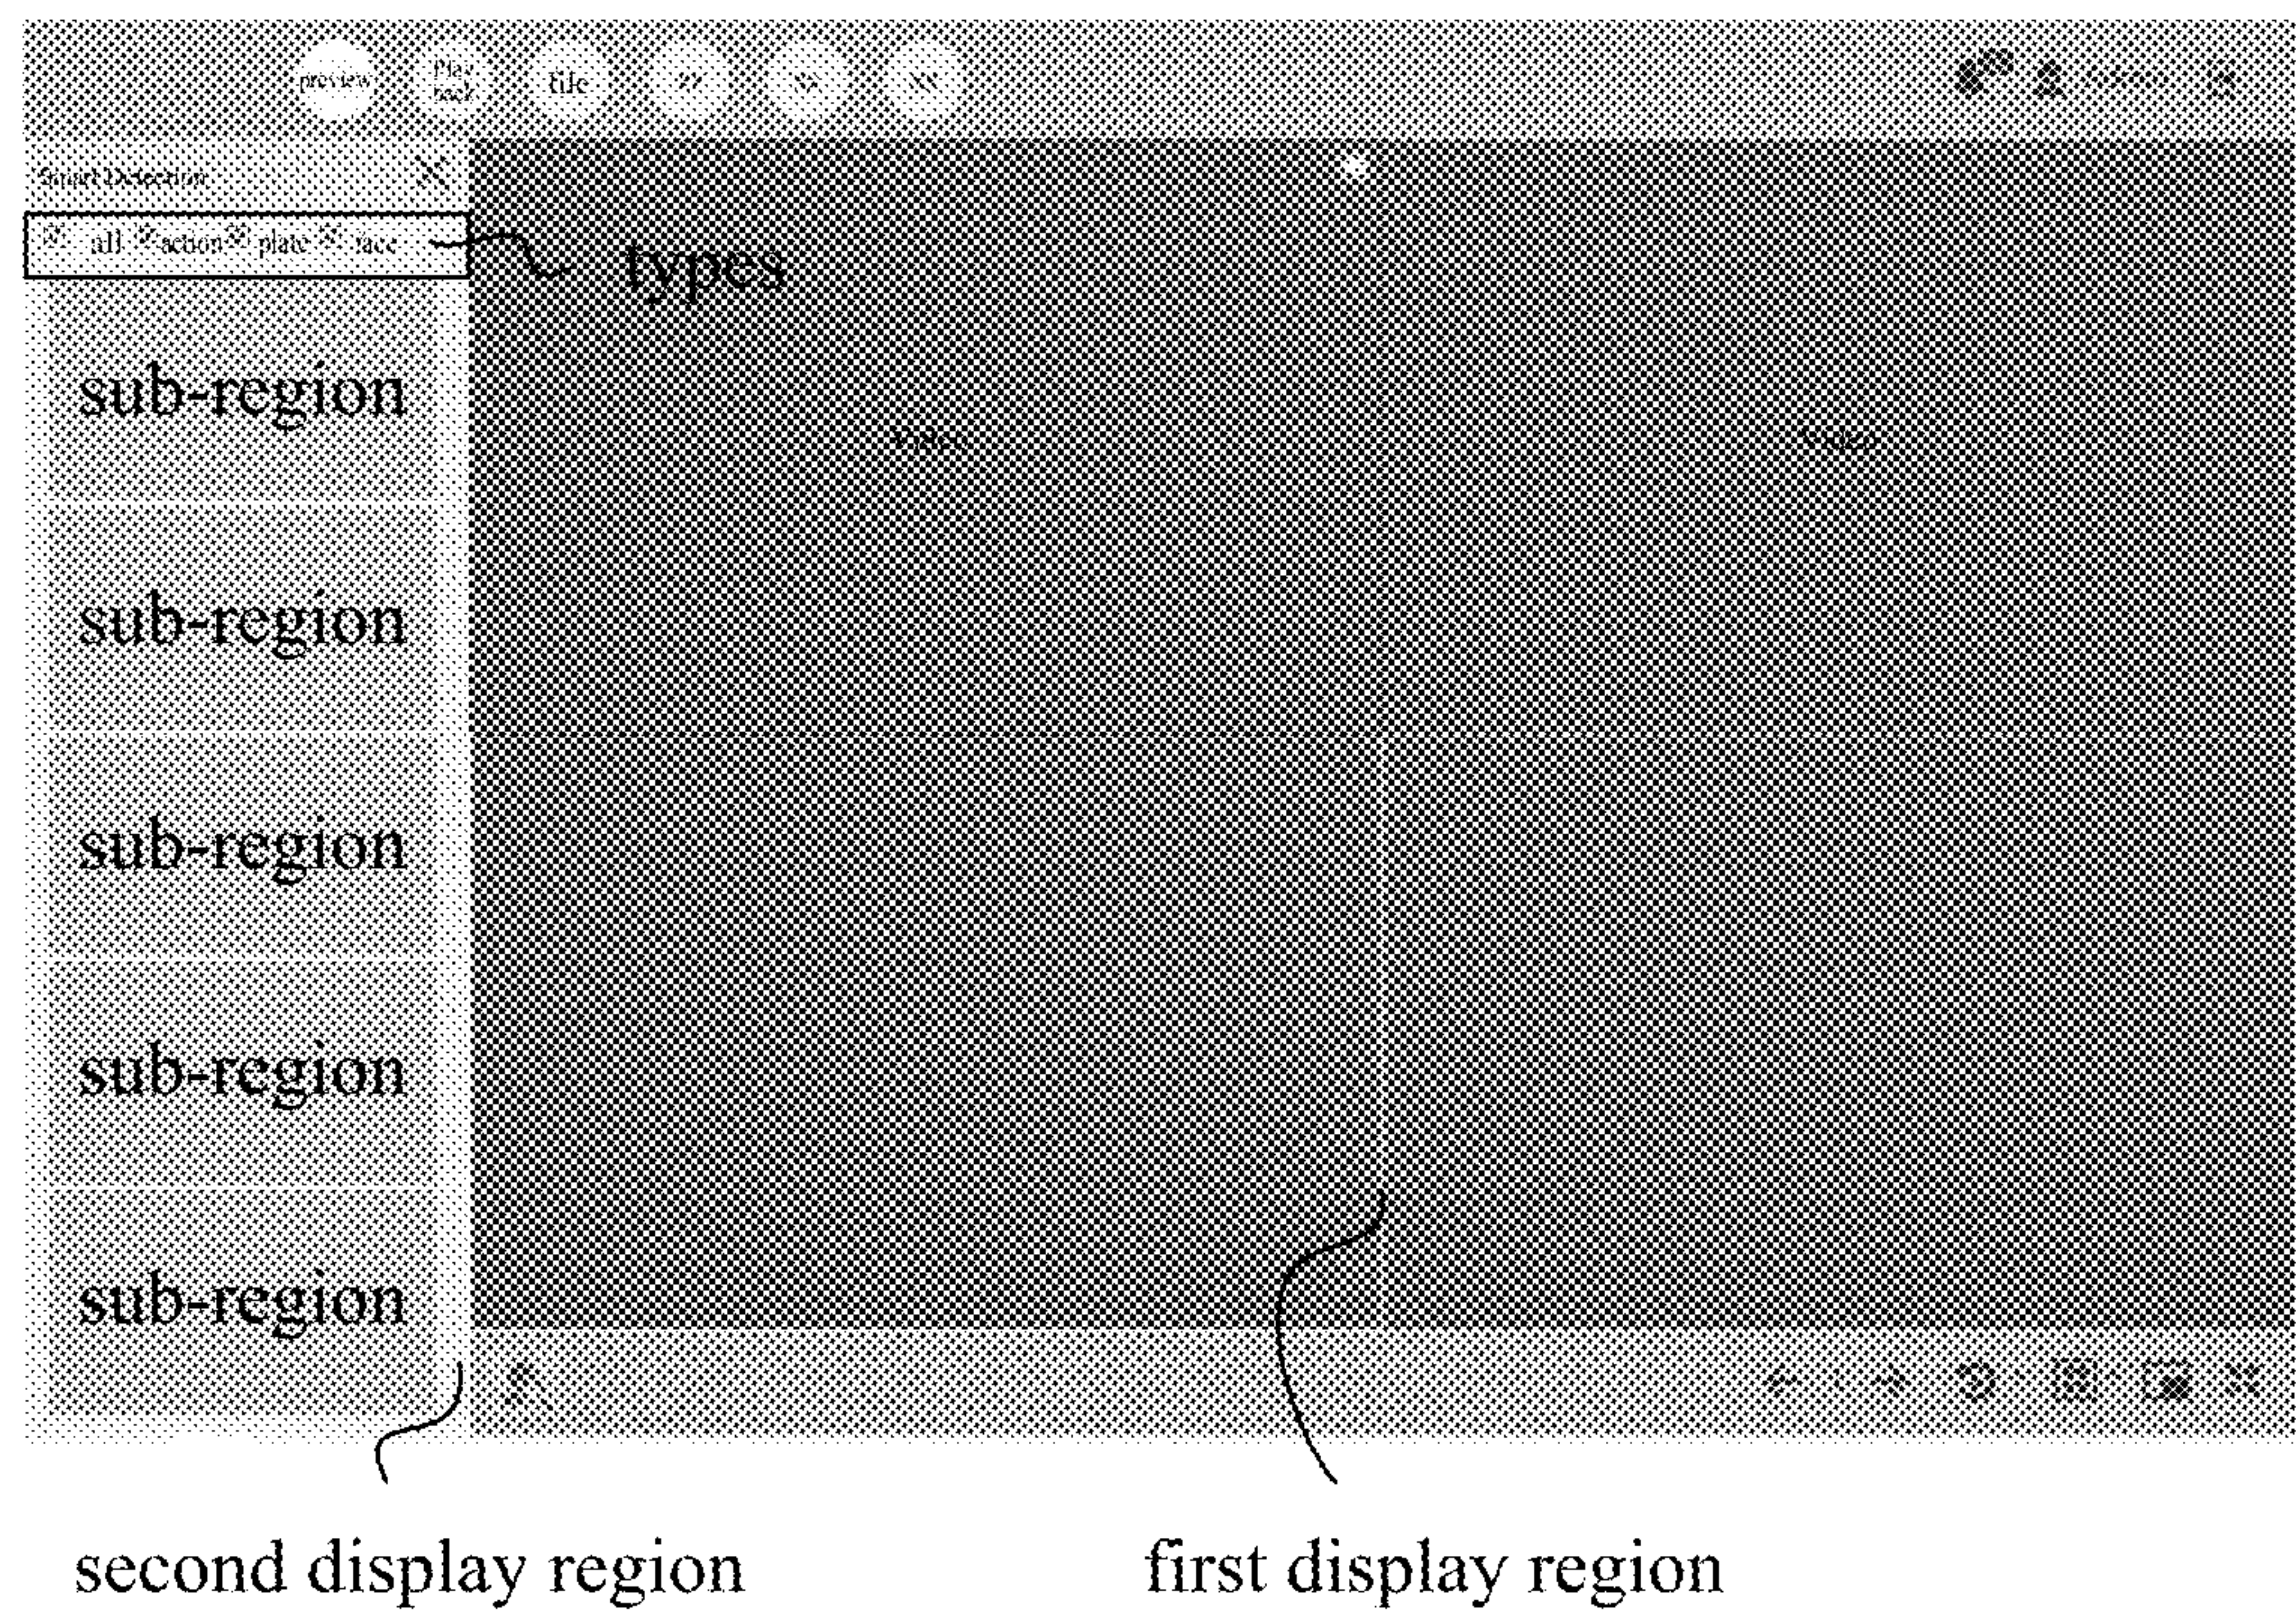 preview
Play
back
file
Smart Detection
all action plate face
types
sub-region
Video
Video
sub-region
sub-region
sub-region
sub-region
second display region
first display region